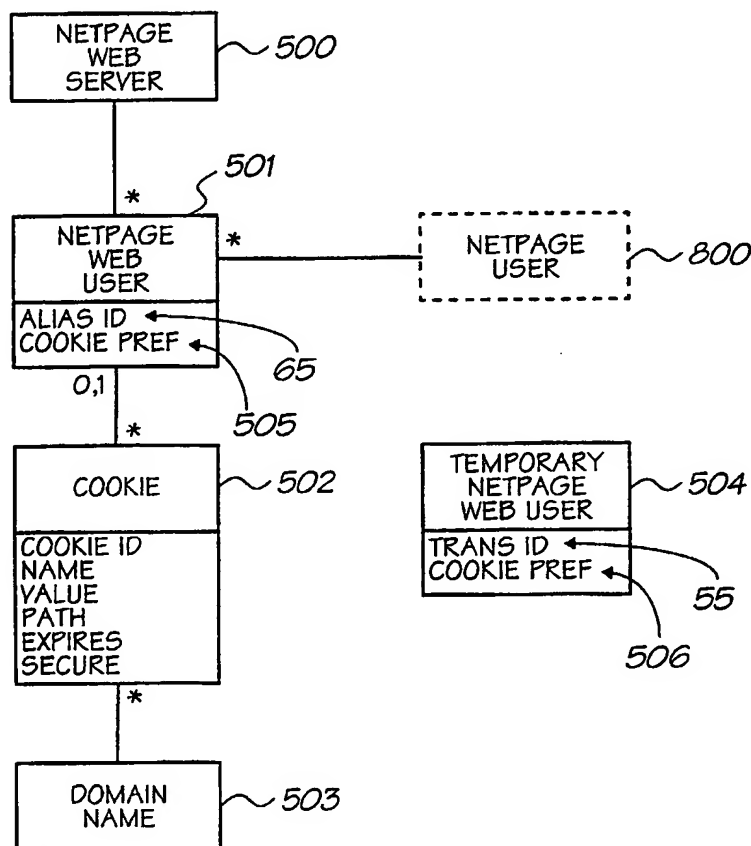 NETPAGE
WEB
SERVER
500
*
501
NETPAGE
WEB
USER
*
NETPAGE
USER
800
ALIAS ID
COOKIE PREF
65
505
0,1
*
COOKIE
502
TEMPORARY
NETPAGE
WEB USER
504
COOKIE ID
NAME
VALUE
PATH
EXPIRES
SECURE
TRANS ID
COOKIE PREF
55
506
*
DOMAIN
NAME
503